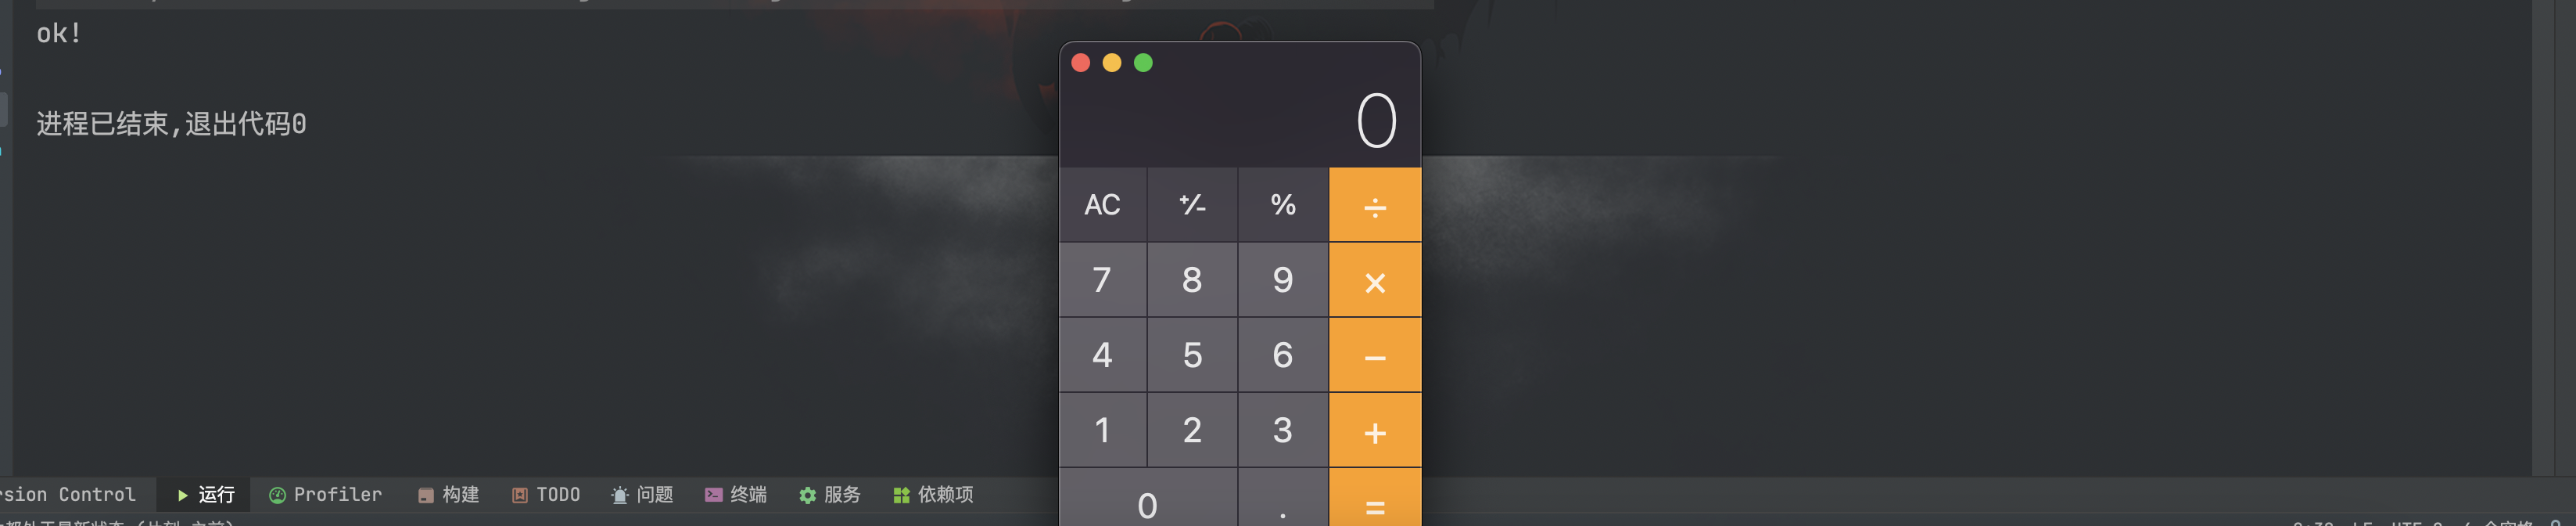 ok!
进程已结束,退出代码0
0
AC +/- % ÷
7 8 9 ×
4 5 6 −
1 2 3 +
0 . =
rsion Control 运行 Profiler 构建 TODO 问题 终端 服务 依赖项